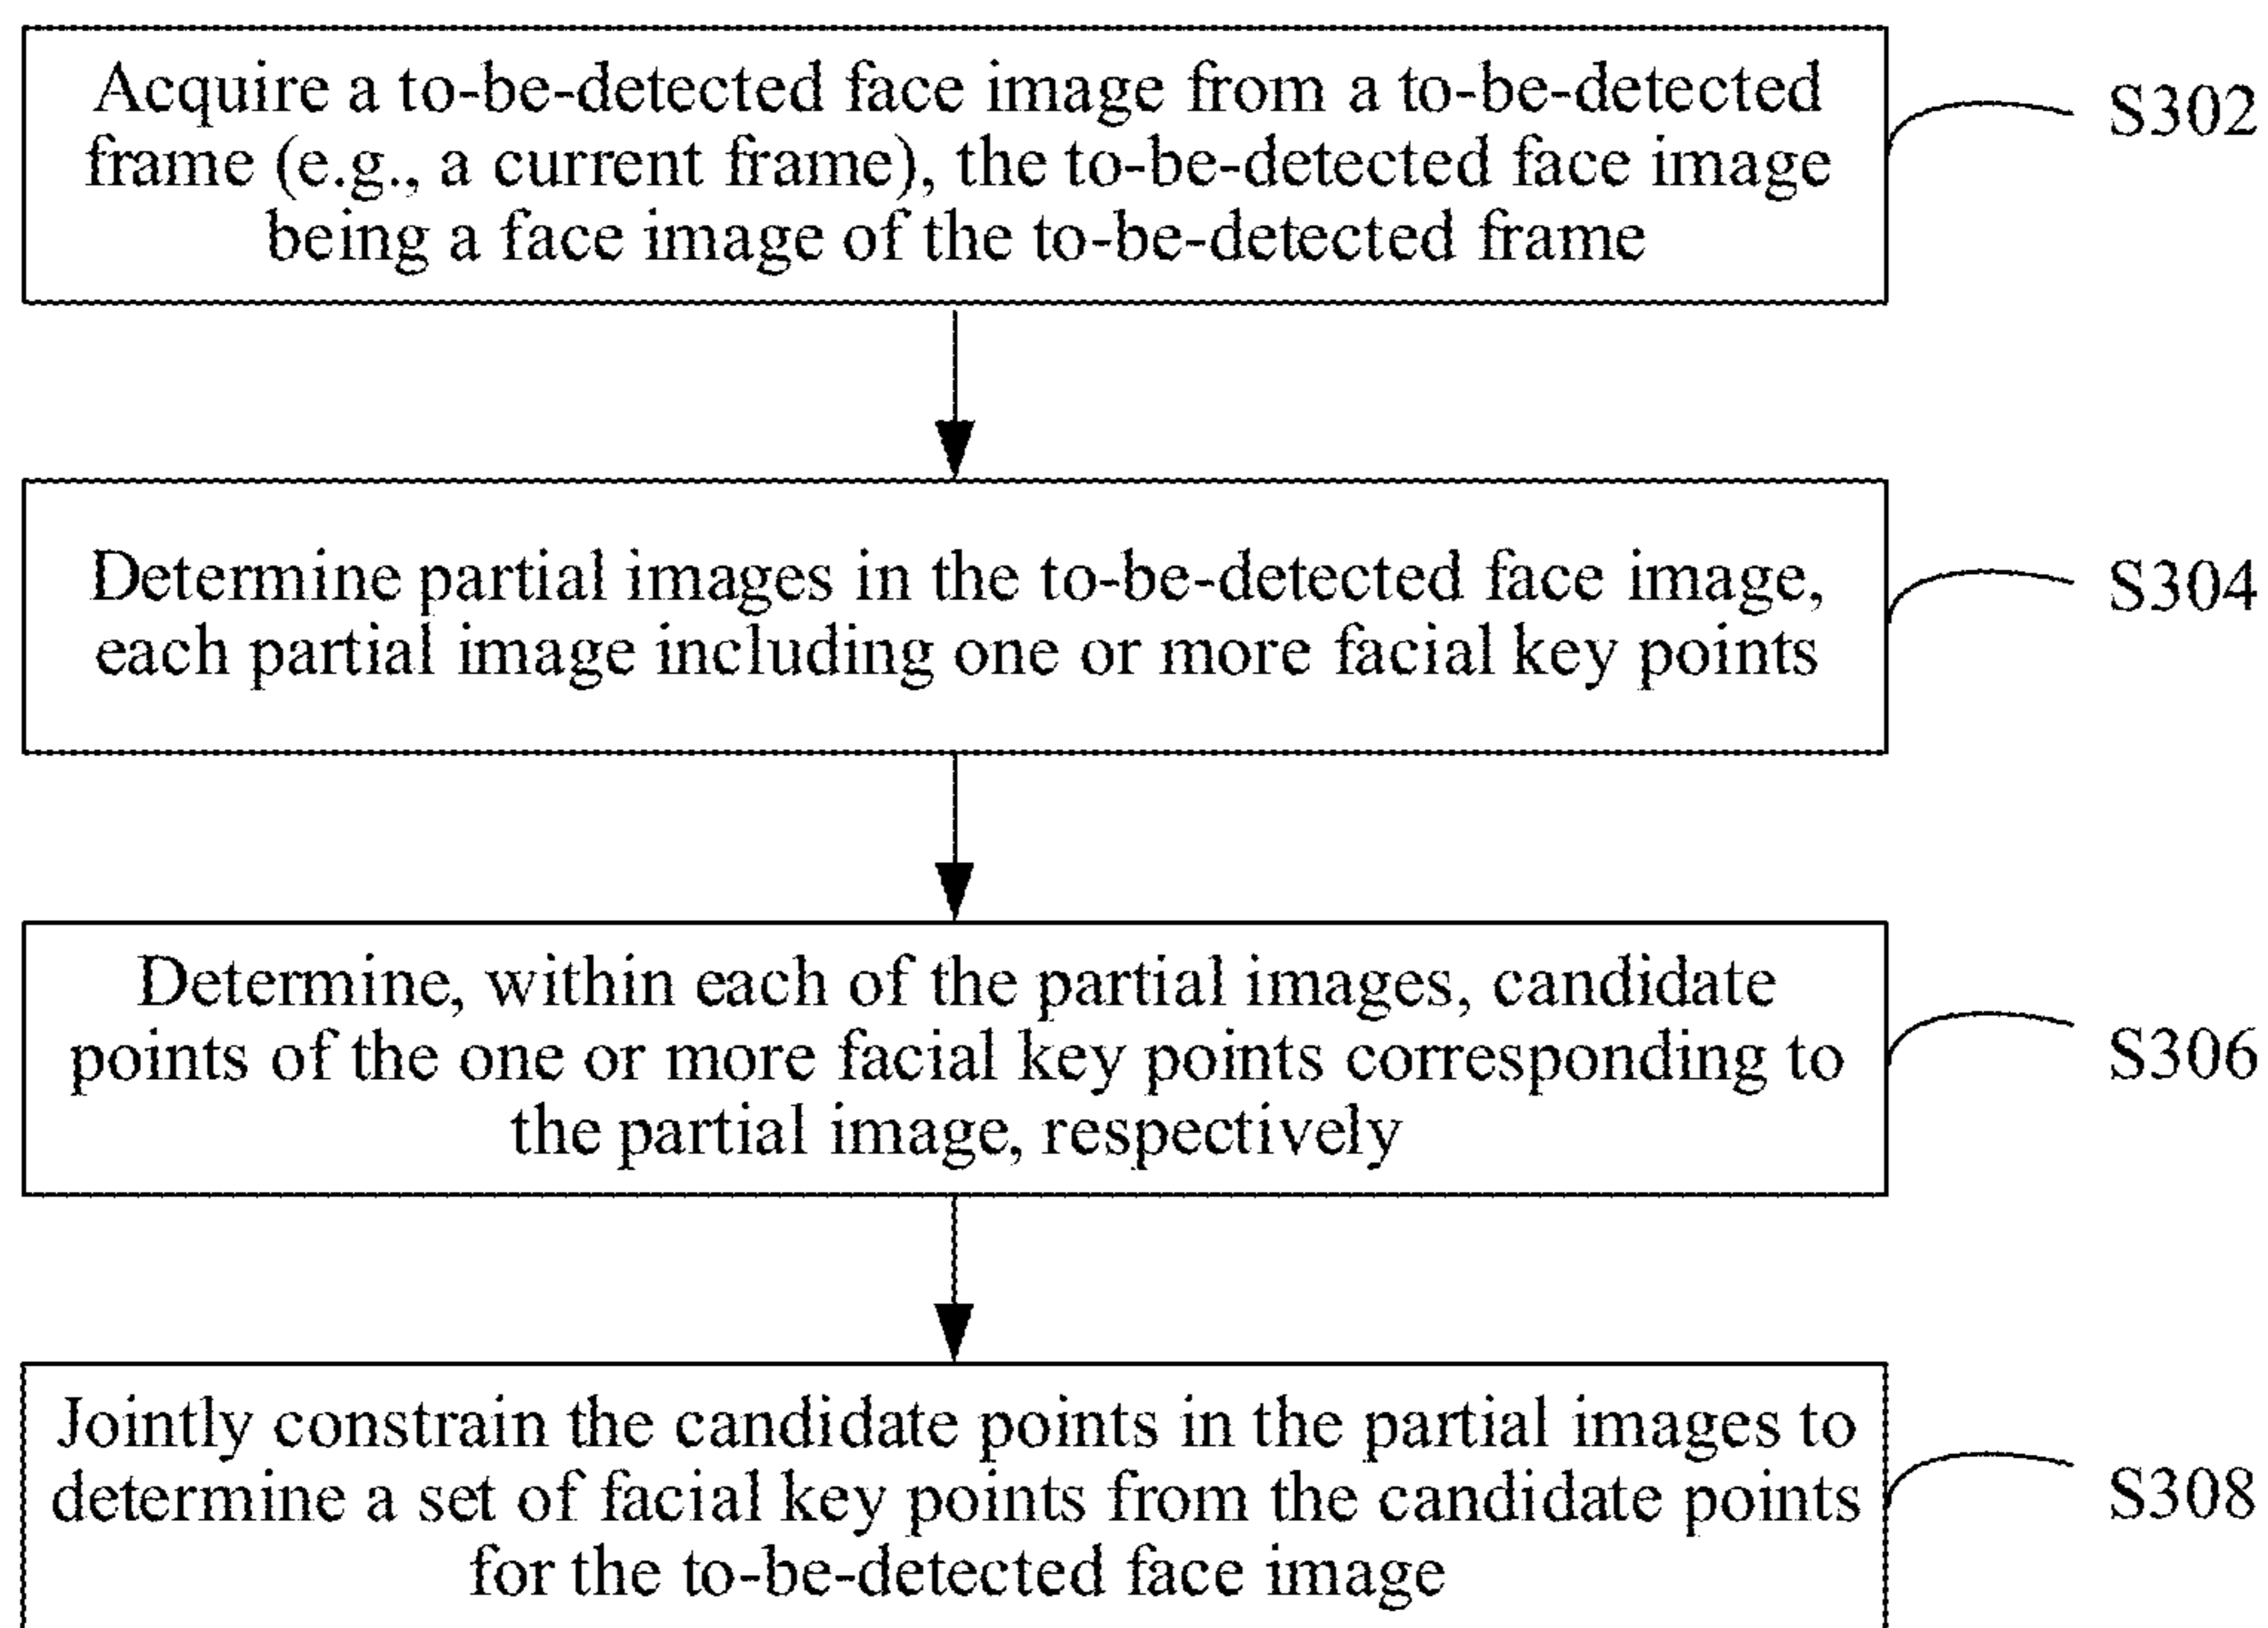 Acquire a to-be-detected face image from a to-be-detected
frame (e.g., a current frame), the to-be-detected face image
being a face image of the to-be-detected frame
S302
Determine partial images in the to-be-detected face image,
each partial image including one or more facial key points
S304
Determine, within each of the partial images, candidate
points of the one or more facial key points corresponding to
the partial image, respectively
S306
Jointly constrain the candidate points in the partial images to
determine a set of facial key points from the candidate points
for the to-be-detected face image
S308